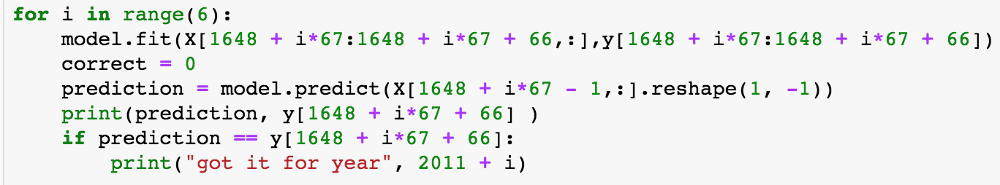 for i in range(6):
    model.fit(X[1648 + i*67:1648 + i*67 + 66,:],y[1648 + i*67:1648 + i*67 + 66])
    correct = 0
    prediction = model.predict(X[1648 + i*67 - 1,:].reshape(1, -1))
    print(prediction, y[1648 + i*67 + 66] )
    if prediction == y[1648 + i*67 + 66]:
        print("got it for year", 2011 + i)